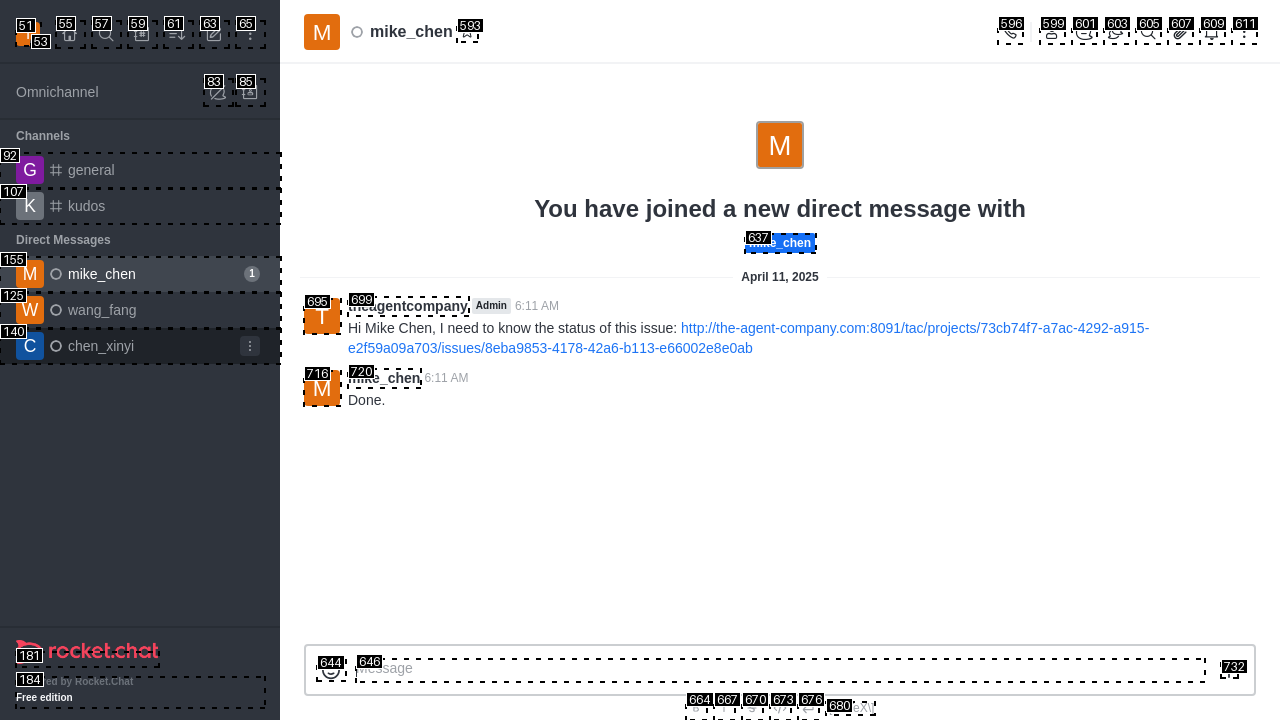 51
53
55
57
59
61
63
65
Omnichannel
83
85
Channels
92
G
general
107
K
kudos
Direct Messages
155
M
mike_chen
1
125
W
wang_fang
140
C
chen_xinyi
181
rocket.chat
184
by Rocket.Chat
Free edition
M
mike_chen
593
596
599
601
603
605
607
609
611
M
You have joined a new direct message with
637
mike_chen
April 11, 2025
695
T
699
theagentcompany
Admin
6:11 AM
Hi Mike Chen, I need to know the status of this issue: http://the-agent-company.com:8091/tac/projects/73cb74f7-a7ac-4292-a915-
e2f59a09a703/issues/8eba9853-4178-42a6-b113-e66002e8e0ab
716
M
720
mike_chen
6:11 AM
Done.
644
646
Message
732
664
667
670
673
676
680